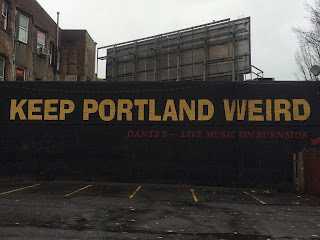 KEEP PORTLAND WEIRD
DANTE'S — LIVE MUSIC ON BURNSIDE